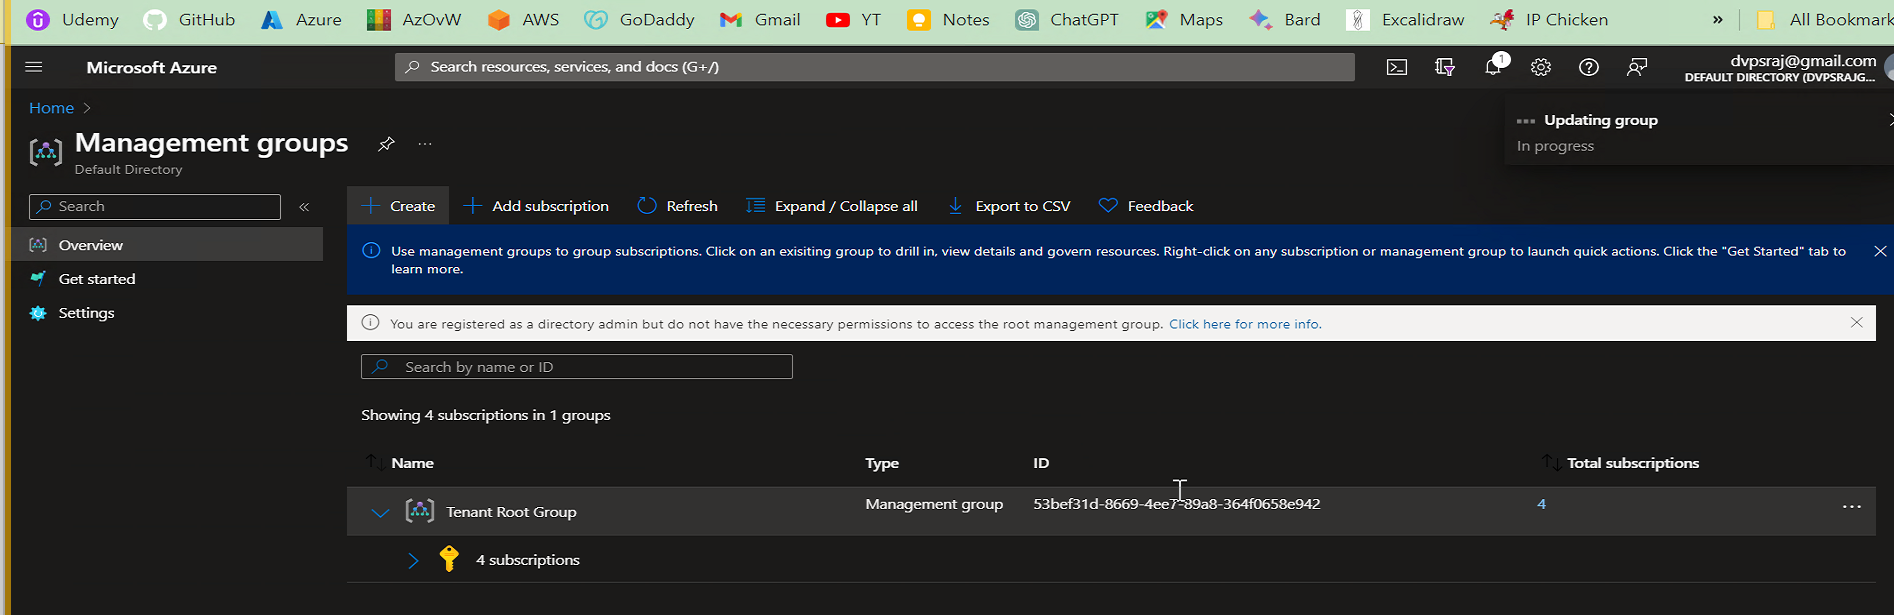 Udemy GitHub Azure AzOvW AWS GoDaddy Gmail YT Notes ChatGPT Maps Bard Excalidraw IP Chicken » All Bookmark
Microsoft Azure
Search resources, services, and docs (G+/)
1
dvpsraj@gmail.com
DEFAULT DIRECTORY (DVPSRAJG...
Home >
Updating group
In progress
Management groups
...
Default Directory
Search
«
Create Add subscription Refresh Expand / Collapse all Export to CSV Feedback
Overview
Get started
Settings
Use management groups to group subscriptions. Click on an exisiting group to drill in, view details and govern resources. Right-click on any subscription or management group to launch quick actions. Click the "Get Started" tab to
learn more.
You are registered as a directory admin but do not have the necessary permissions to access the root management group. Click here for more info.
Search by name or ID
Showing 4 subscriptions in 1 groups
Name Type ID Total subscriptions
Tenant Root Group Management group 53bef31d-8669-4ee7-89a8-364f0658e942 4 ...
4 subscriptions